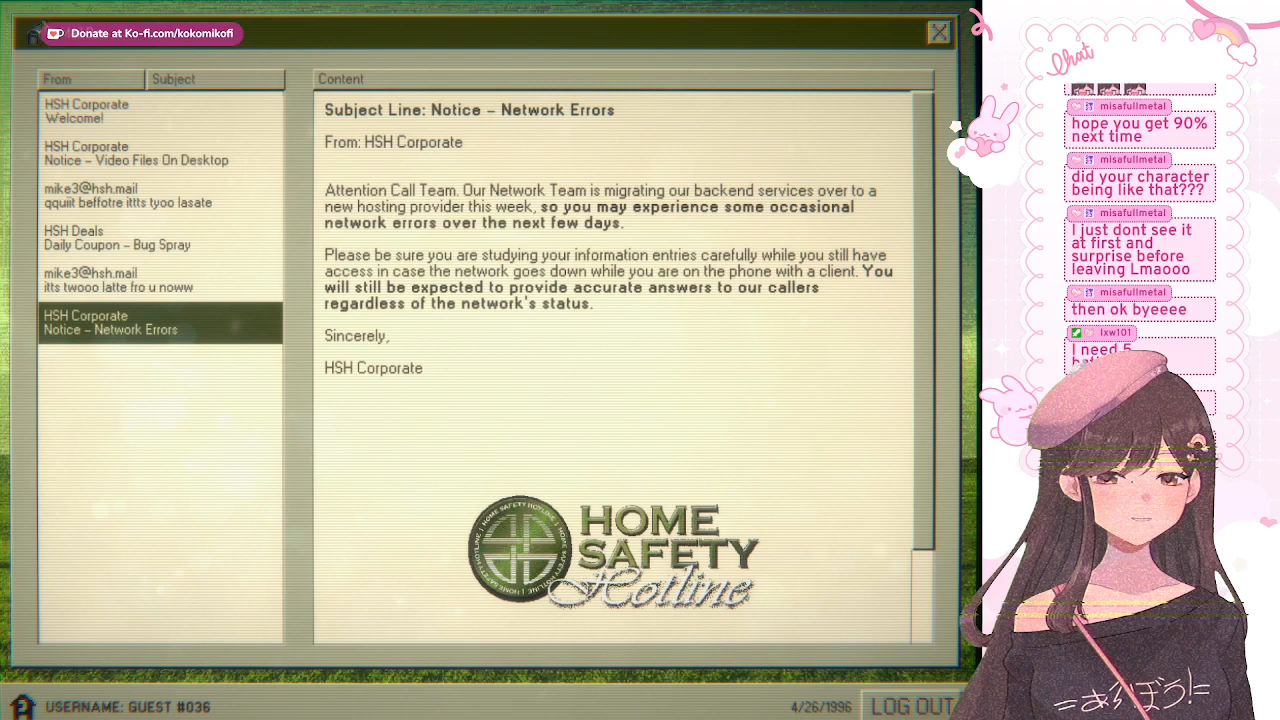 Donate at Ko-fi.com/kokomikofi
From
Subject
Content
HSH Corporate
Welcome!
HSH Corporate
Notice - Video Files On Desktop
mike3@hsh.mail
qquiit beffotre ittts tyoo lasate
HSH Deals
Daily Coupon - Bug Spray
mike3@hsh.mail
itts twooo latte fro u noww
HSH Corporate
Notice - Network Errors
Subject Line: Notice - Network Errors
From: HSH Corporate
Attention Call Team. Our Network Team is migrating our backend services over to a
new hosting provider this week, so you may experience some occasional
network errors over the next few days.
Please be sure you are studying your information entries carefully while you still have
access in case the network goes down while you are on the phone with a client. You
will still be expected to provide accurate answers to our callers
regardless of the network's status.
Sincerely,
HSH Corporate
HOME
SAFETY
Hotline
USERNAME: GUEST #036
4/26/1996
LOG OUT
Chat
misafullmetal
hope you get 90%
next time
misafullmetal
did your character
being like that???
misafullmetal
I just dont see it
at first and
surprise before
leaving Lmaooo
misafullmetal
then ok byeeee
lxw101
I need 5